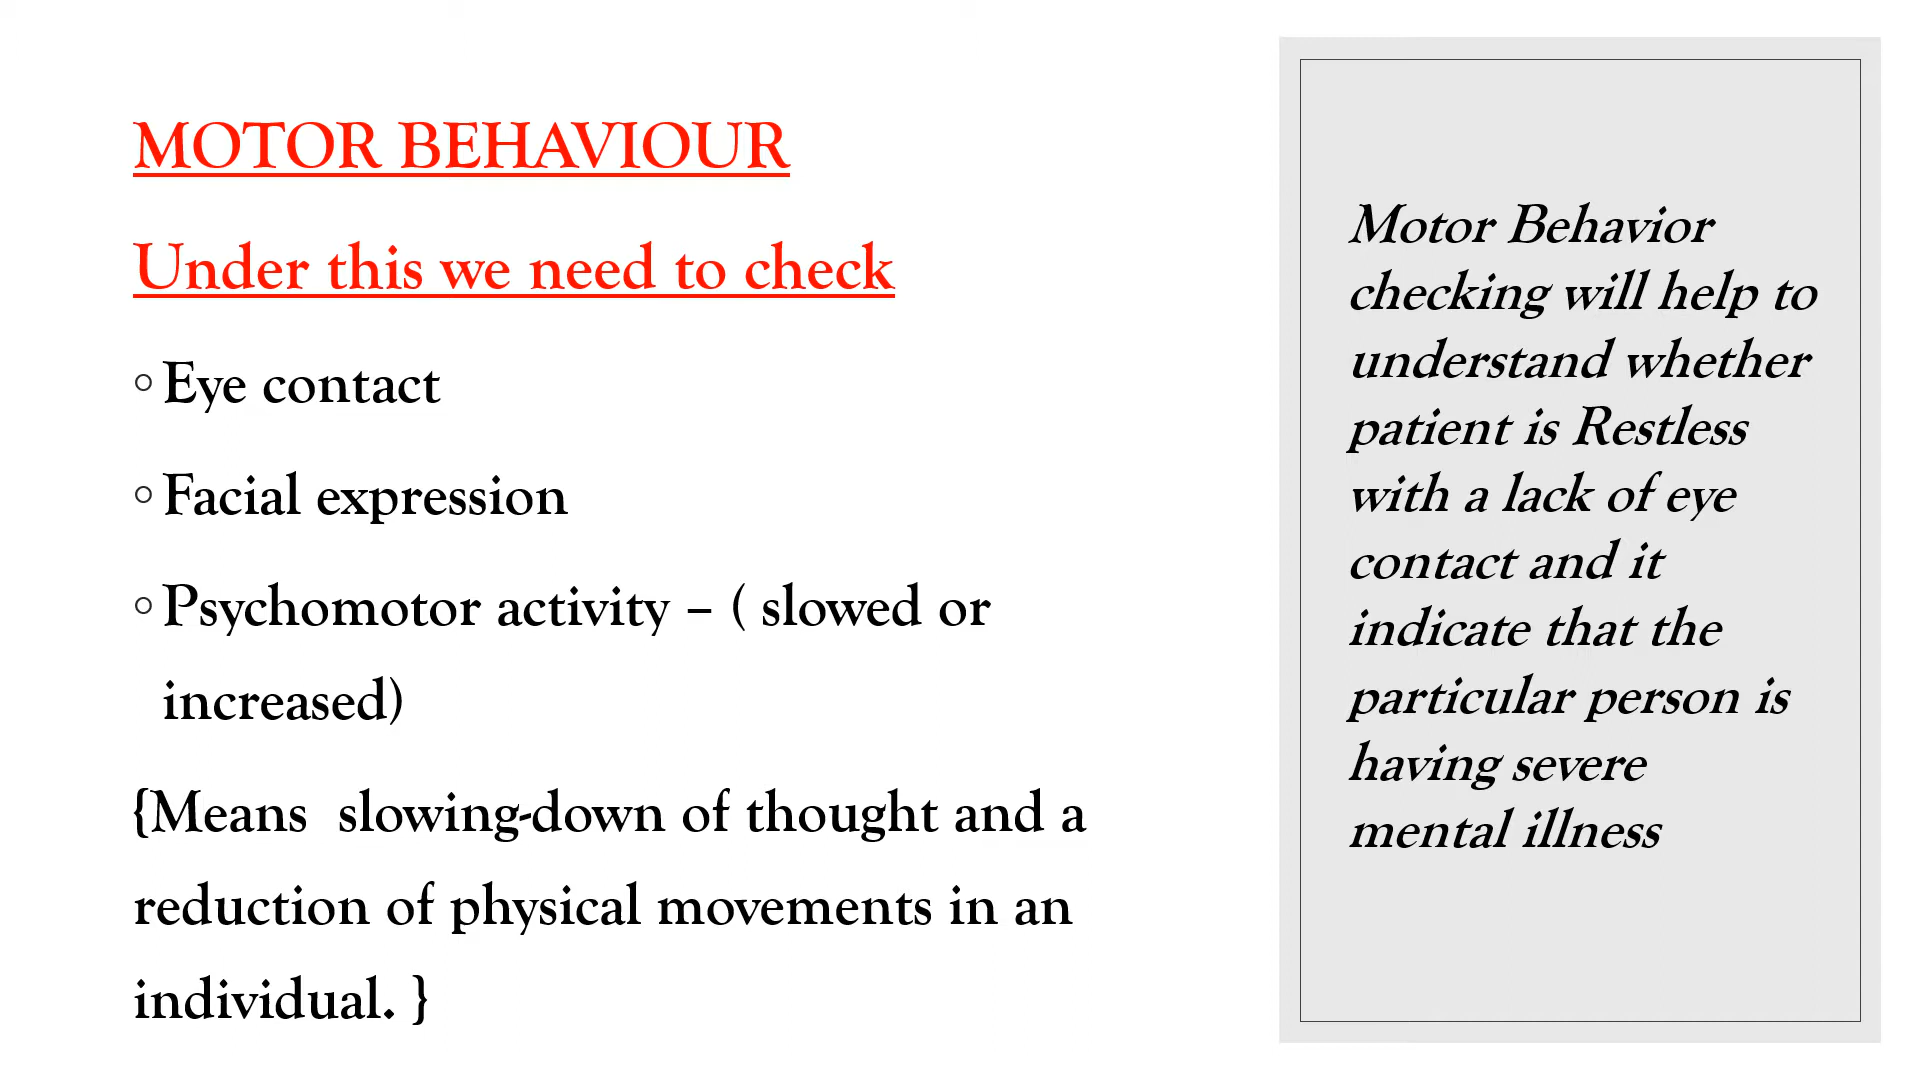 MOTOR BEHAVIOUR
Under this we need to check
◦ Eye contact
◦ Facial expression
◦ Psychomotor activity – ( slowed or
increased)
{Means  slowing-down of thought and a
reduction of physical movements in an
individual. }
Motor Behavior
checking will help to
understand whether
patient is Restless
with a lack of eye
contact and it
indicate that the
particular person is
having severe
mental illness